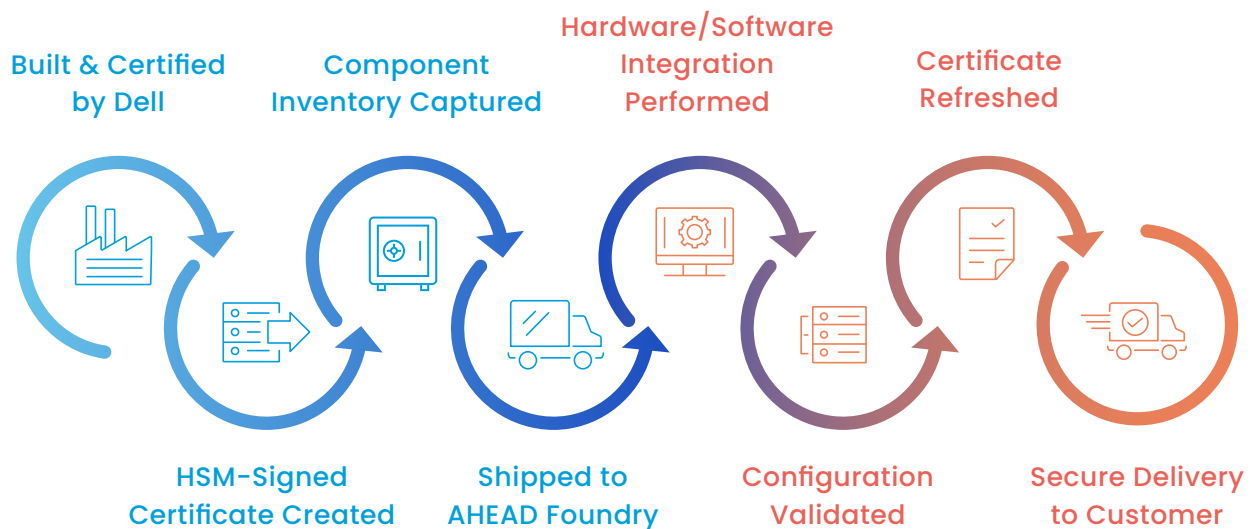 Built & Certified
by Dell
HSM-Signed
Certificate Created
Component
Inventory Captured
Shipped to
AHEAD Foundry
Hardware/Software
Integration
Performed
Configuration
Validated
Certificate
Refreshed
Secure Delivery
to Customer